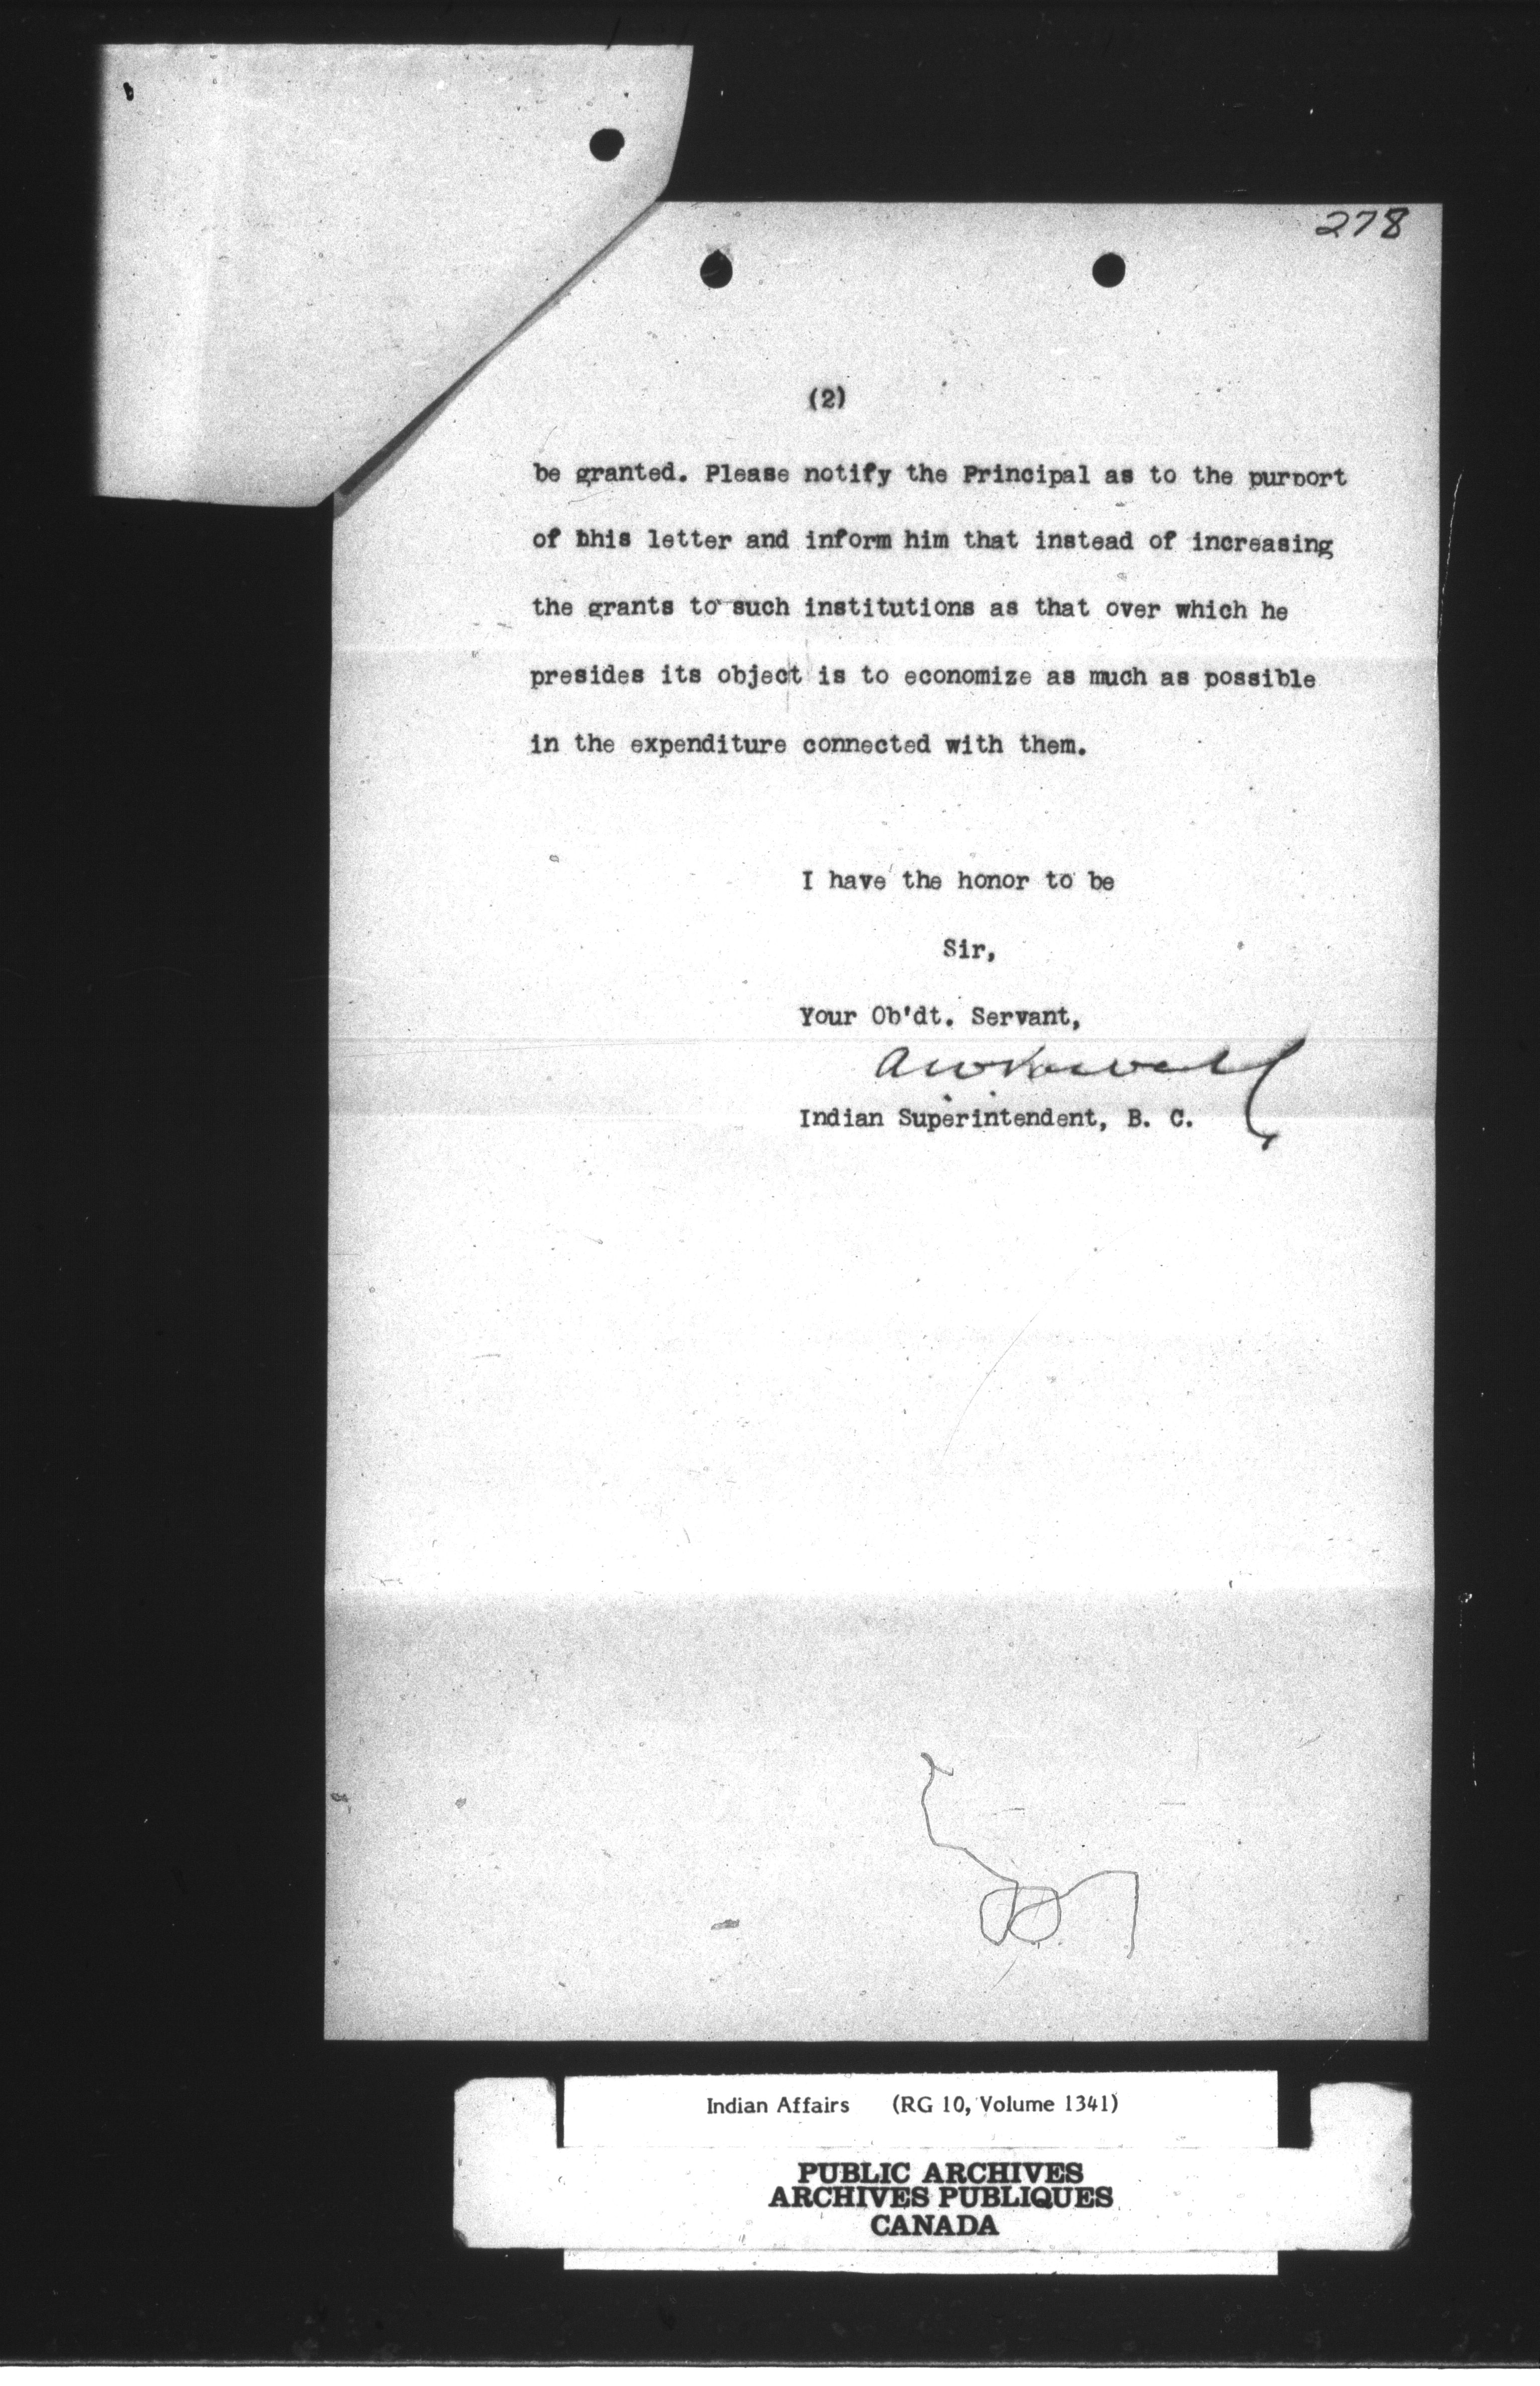 278
(2)
be granted. Please notify the Principal as to the purport
of this letter and inform him that instead of increasing
the grants to such institutions as that over which he
presides its object is to economize as much as possible
in the expenditure connected with them.
I have the honor to be
Sir,
Your Ob'dt. Servant,
Indian Superintendent, B. C.
Indian Affairs (RG 10, Volume 1341)
PUBLIC ARCHIVES
ARCHIVES PUBLIQUES
CANADA